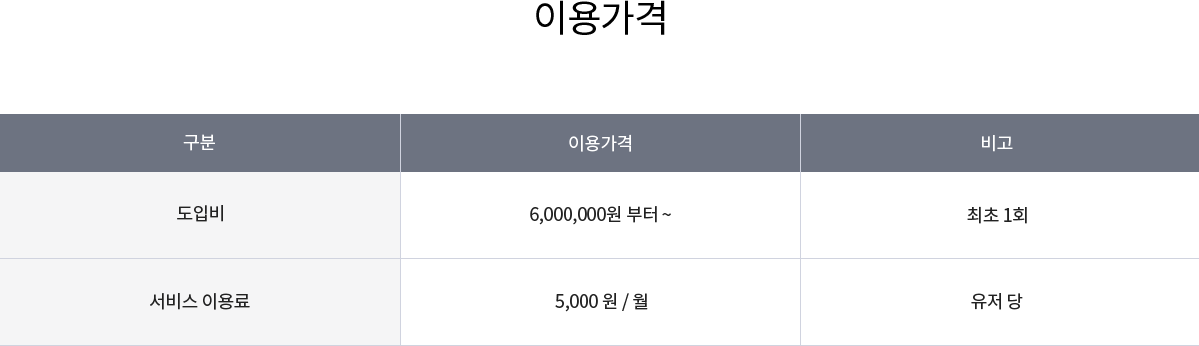 이용가격
구분 이용가격 비고
도입비 6,000,000원 부터 ~ 최초 1회
서비스 이용료 5,000 원 / 월 유저 당